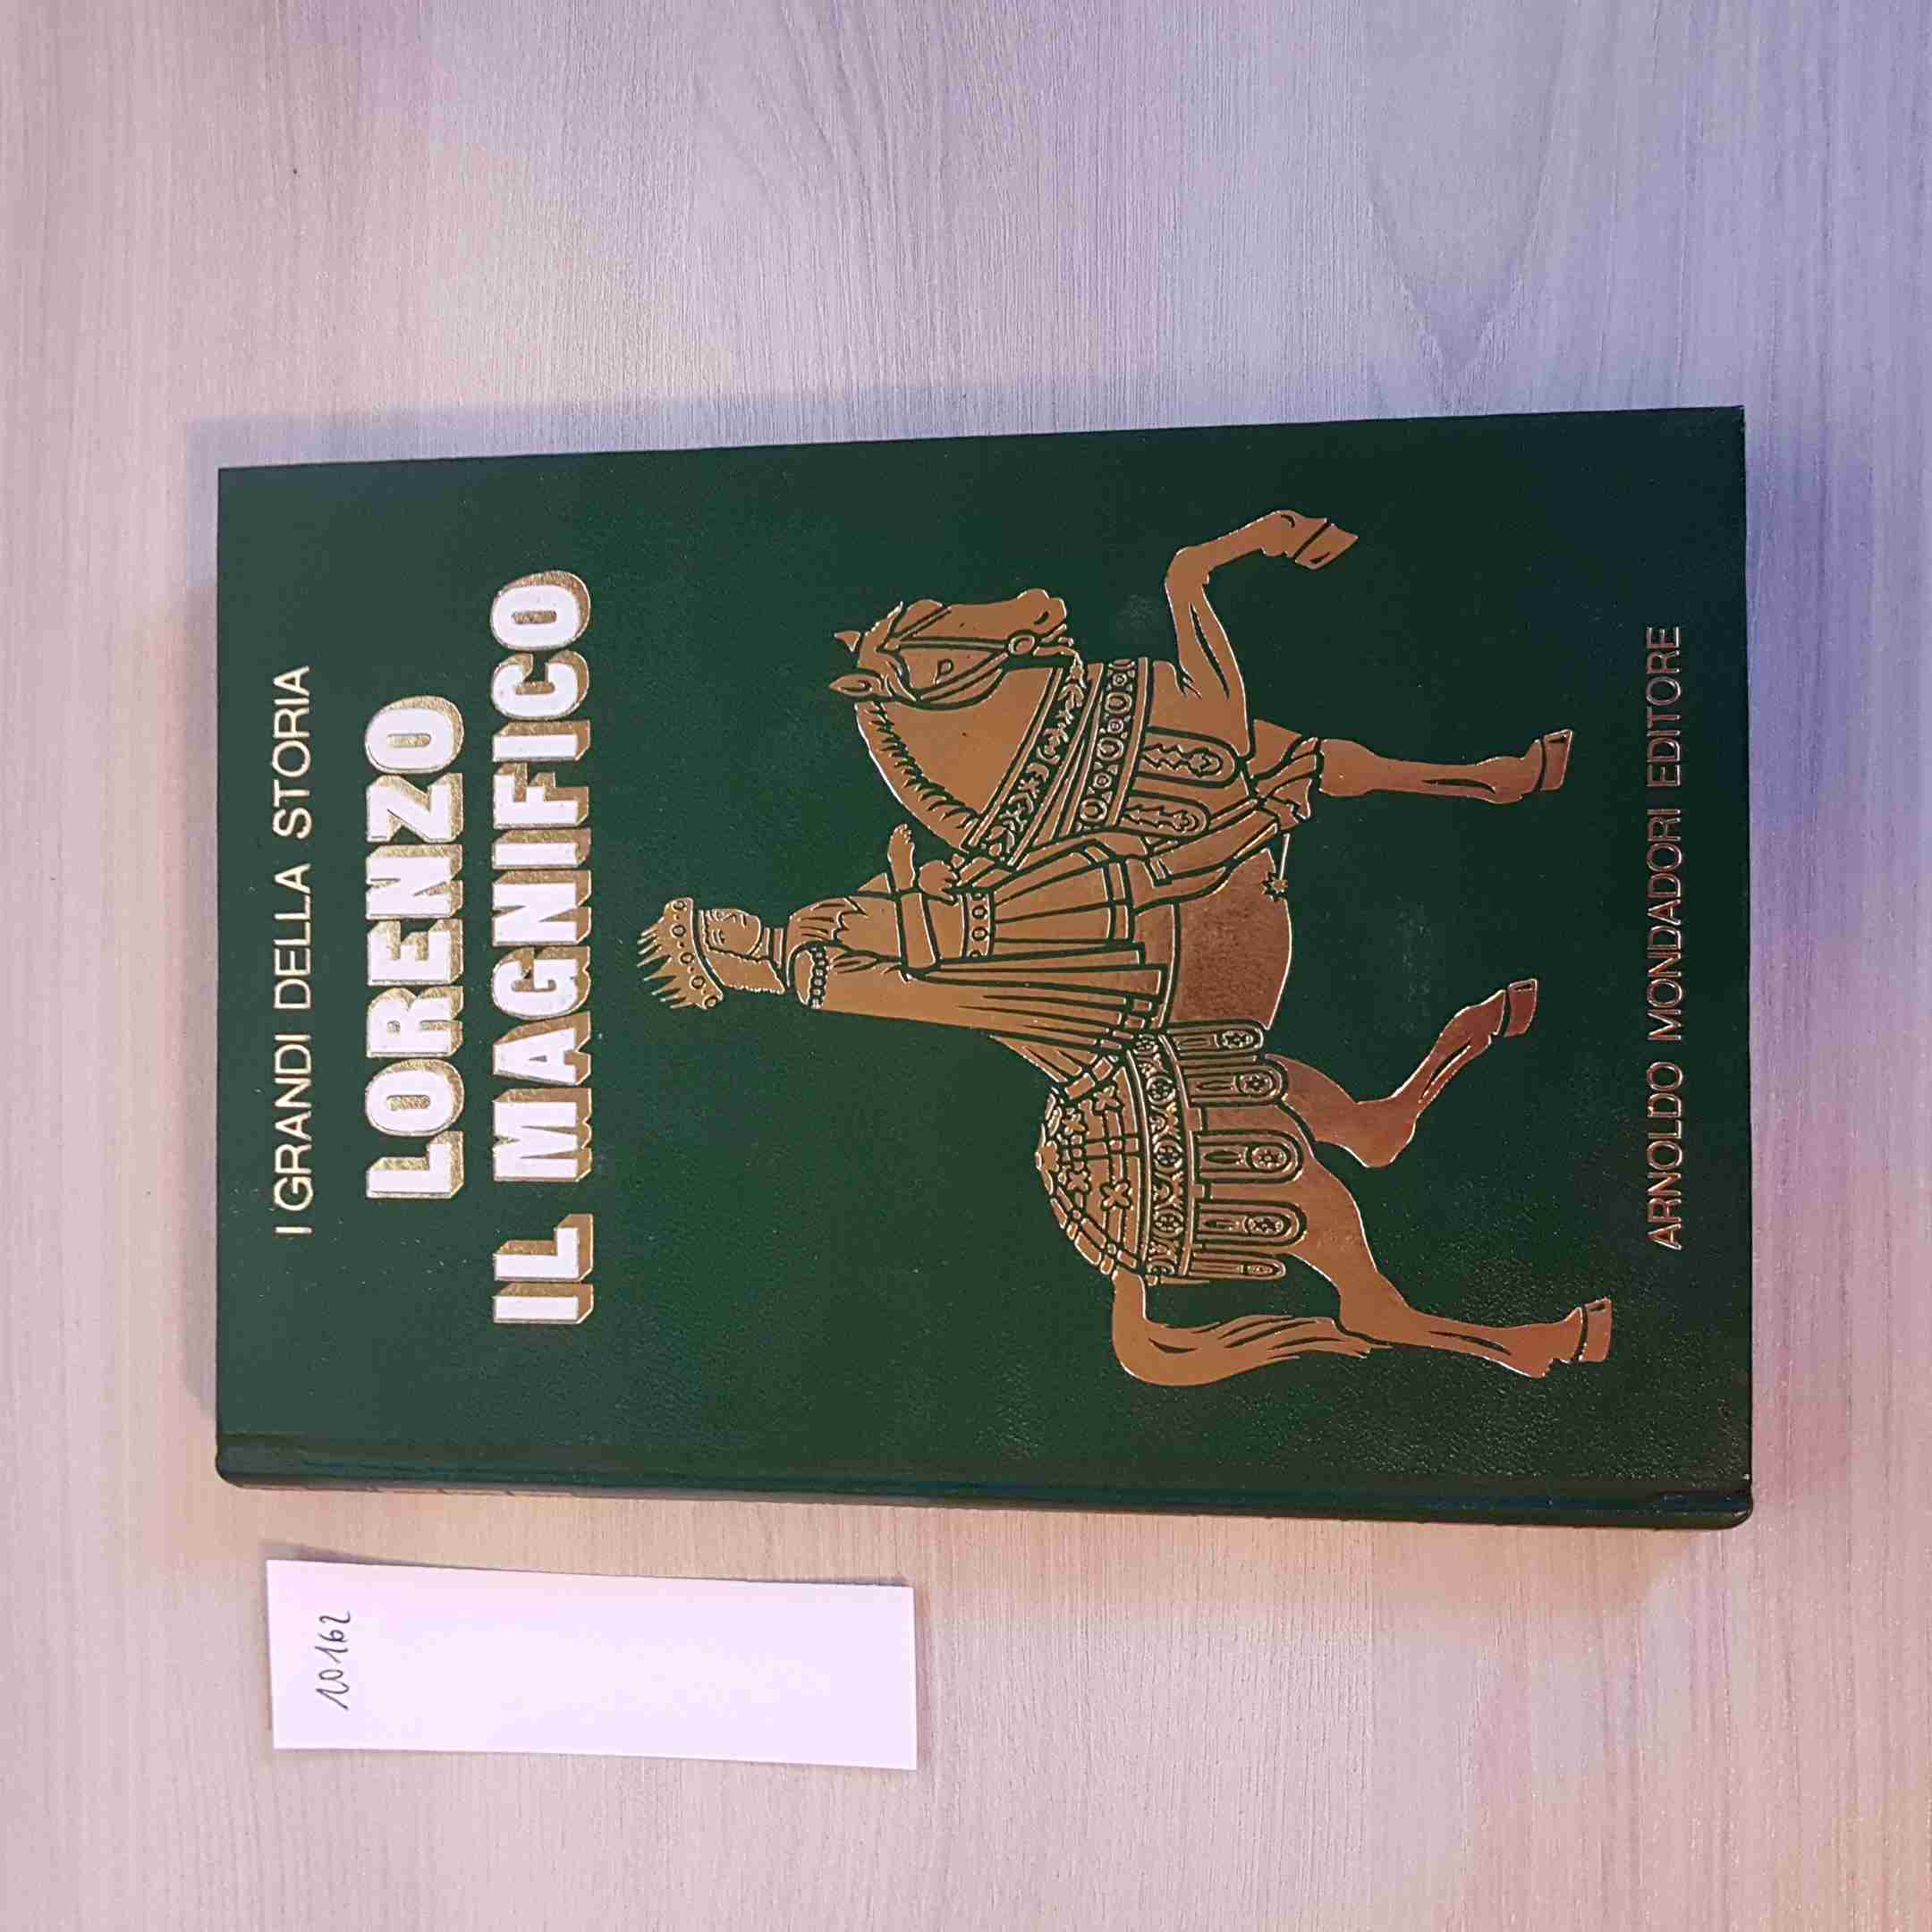 I GRANDI DELLA STORIA
LORENZO
IL MAGNIFICO
ARNOLDO MONDADORI EDITORE
10162